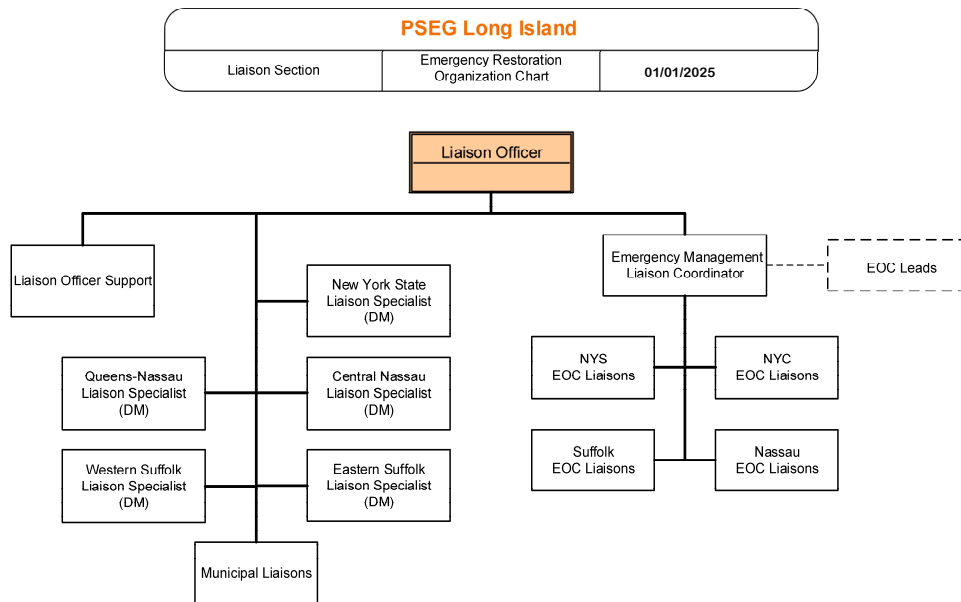 PSEG Long Island
Liaison Section
Emergency Restoration
Organization Chart
01/01/2025
Liaison Officer
Liaison Officer Support
Emergency Management
Liaison Coordinator
EOC Leads
New York State
Liaison Specialist
(DM)
Queens-Nassau
Liaison Specialist
(DM)
Central Nassau
Liaison Specialist
(DM)
Western Suffolk
Liaison Specialist
(DM)
Eastern Suffolk
Liaison Specialist
(DM)
Municipal Liaisons
NYS
EOC Liaisons
NYC
EOC Liaisons
Suffolk
EOC Liaisons
Nassau
EOC Liaisons